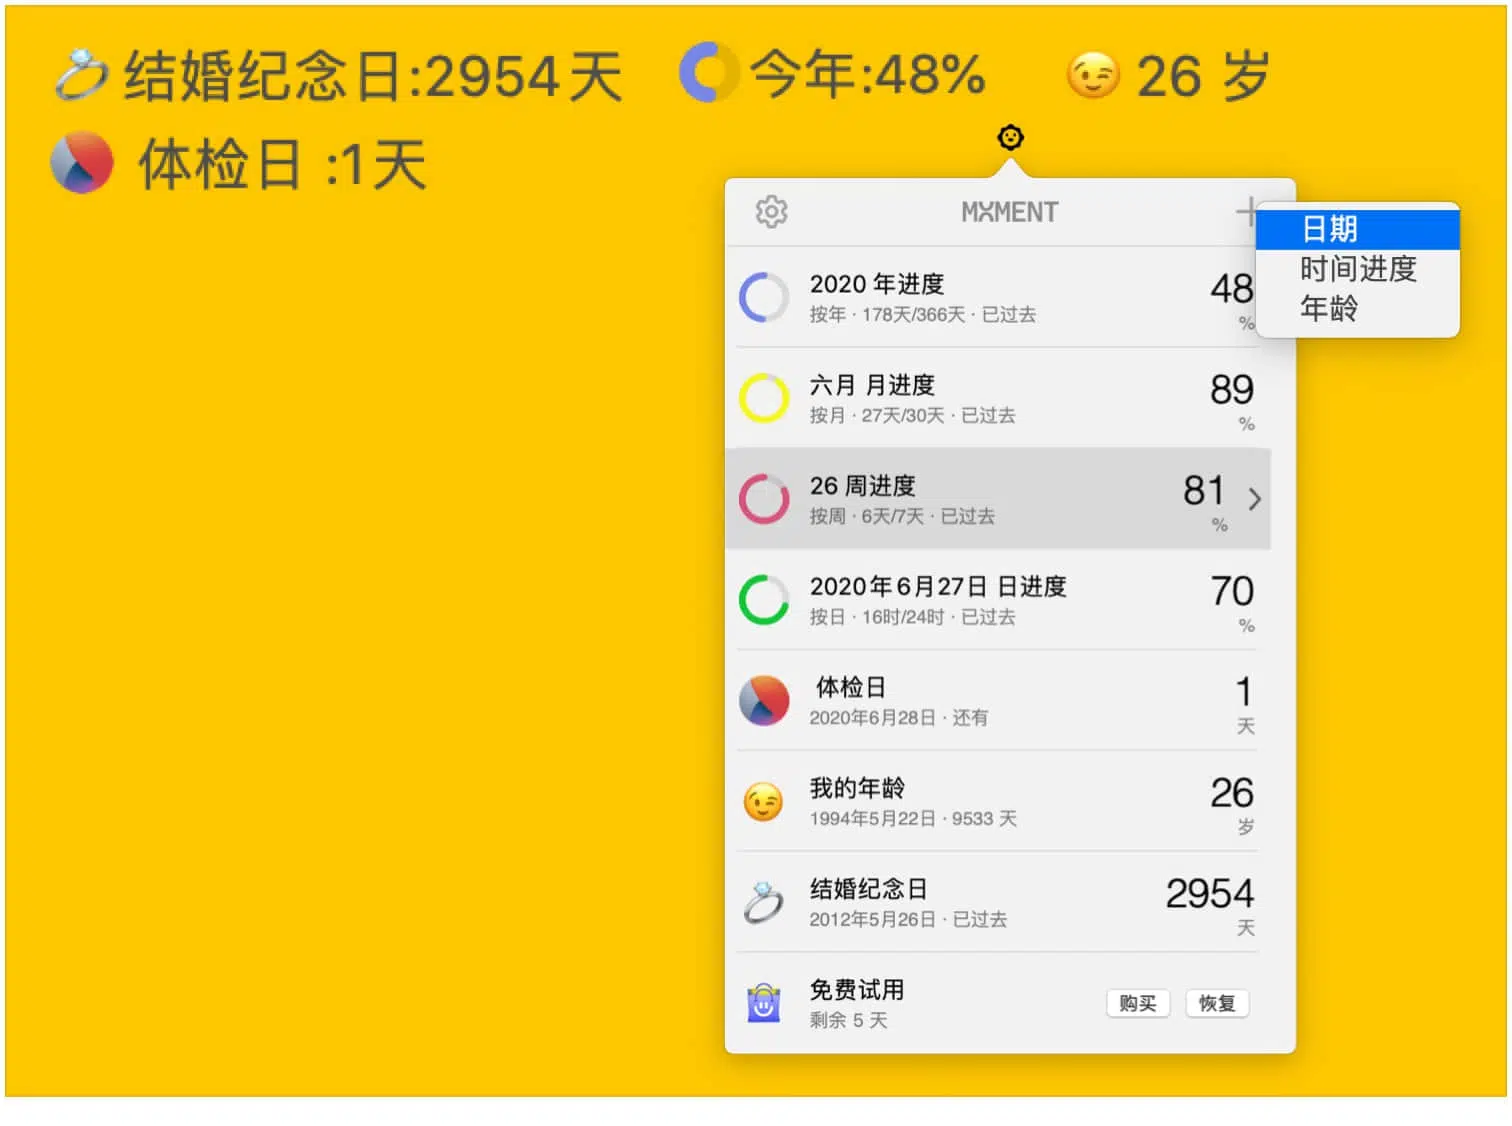 结婚纪念日:2954天 今年:48% 26 岁
体检日 :1天
MXMENT
日期
时间进度
年龄
2020 年进度
按年 · 178天/366天 · 已过去
48
%
六月 月进度
按月 · 27天/30天 · 已过去
89
%
26 周进度
按周 · 6天/7天 · 已过去
81
%
2020年6月27日 日进度
按日 · 16时/24时 · 已过去
70
%
体检日
2020年6月28日 · 还有
1
天
我的年龄
1994年5月22日 · 9533 天
26
岁
结婚纪念日
2012年5月26日 · 已过去
2954
天
免费试用
剩余 5 天
购买
恢复